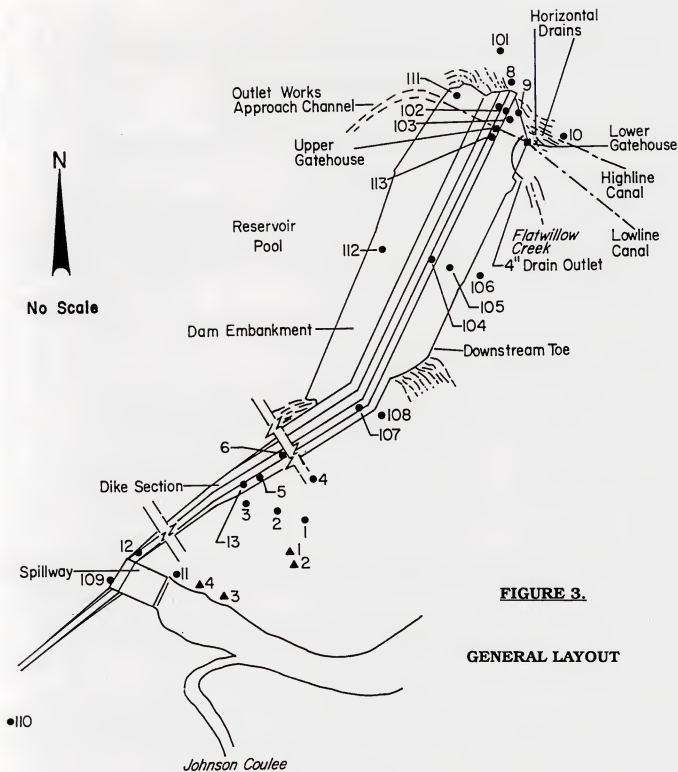 Horizontal
Drains
101
8
9
111
Outlet Works
Approach Channel
102
103
10
Lower
Gatehouse
Upper
Gatehouse
Highline
Canal
113
N
Reservoir
Pool
Flatwillow
Creek
Lowline
Canal
112
4" Drain Outlet
No Scale
106
105
104
Dam Embankment
Downstream Toe
108
107
6
4
Dike Section
5
3
2
1
13
1
2
12
Spillway
11
109
4
3
FIGURE 3.
GENERAL LAYOUT
110
Johnson Coulee